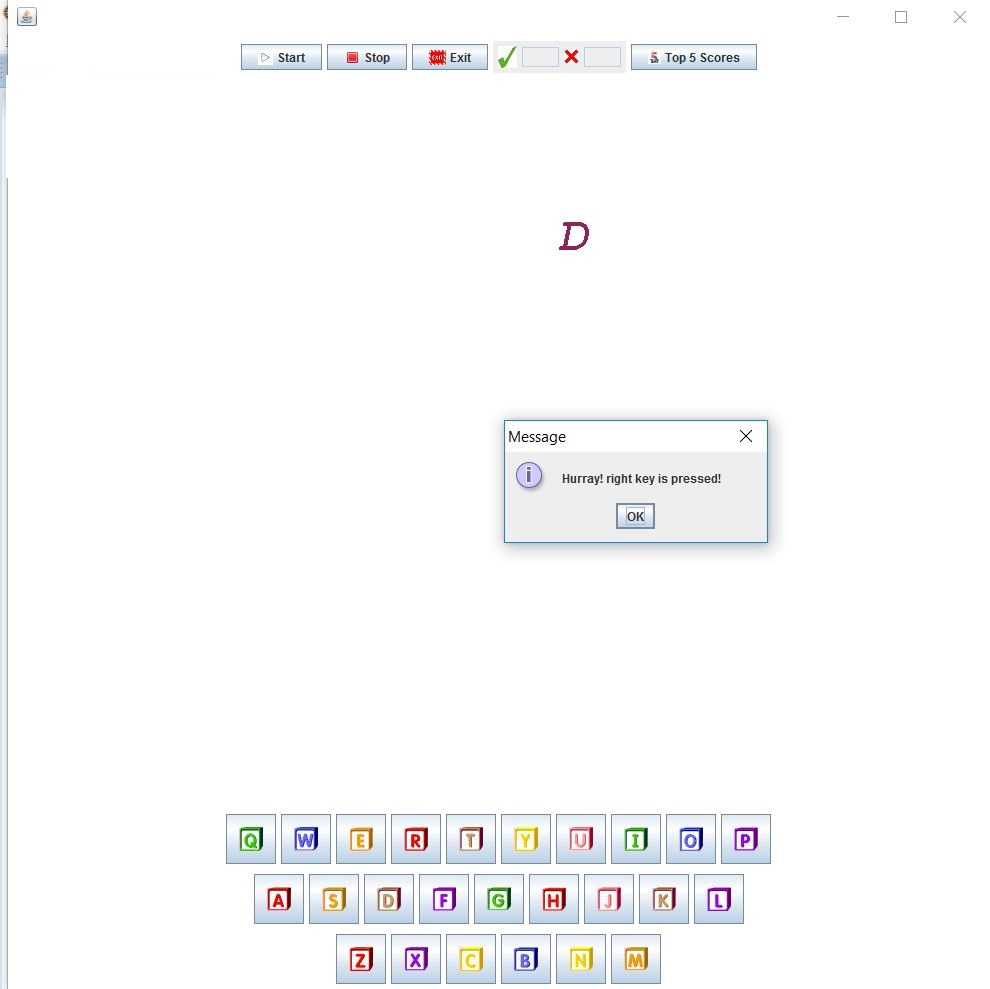 Start Stop Exit Top 5 Scores
D
Message
Hurray! right key is pressed!
OK
Q W E R T Y U I O P
A S D F G H J K L
Z X C B N M